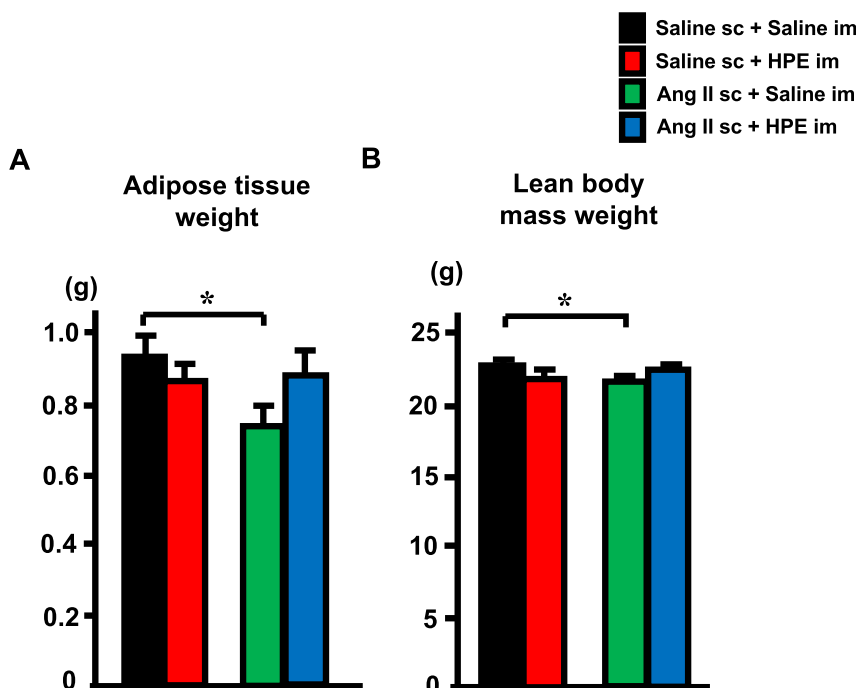 Saline sc + Saline im
Saline sc + HPE im
Ang II sc + Saline im
Ang II sc + HPE im
A
Adipose tissue
weight
(g)
*
1.0
0.8
0.6
0.4
0.2
0
B
Lean body
mass weight
(g)
*
25
20
15
10
5
0